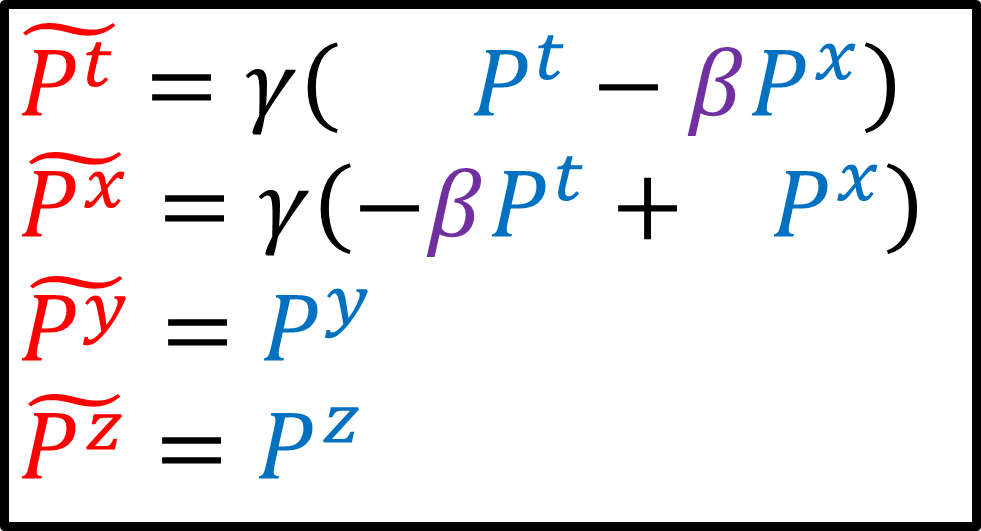 P̃ᵗ = γ( Pᵗ − βPˣ)
P̃ˣ = γ(−βPᵗ + Pˣ)
P̃ʸ = Pʸ
P̃ᶻ = Pᶻ